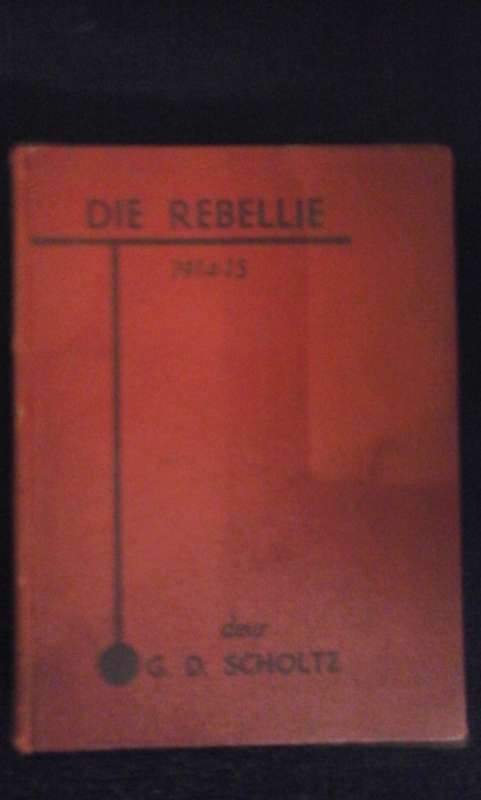 DIE REBELLIE
1914-15
deur
G. D. SCHOLTZ